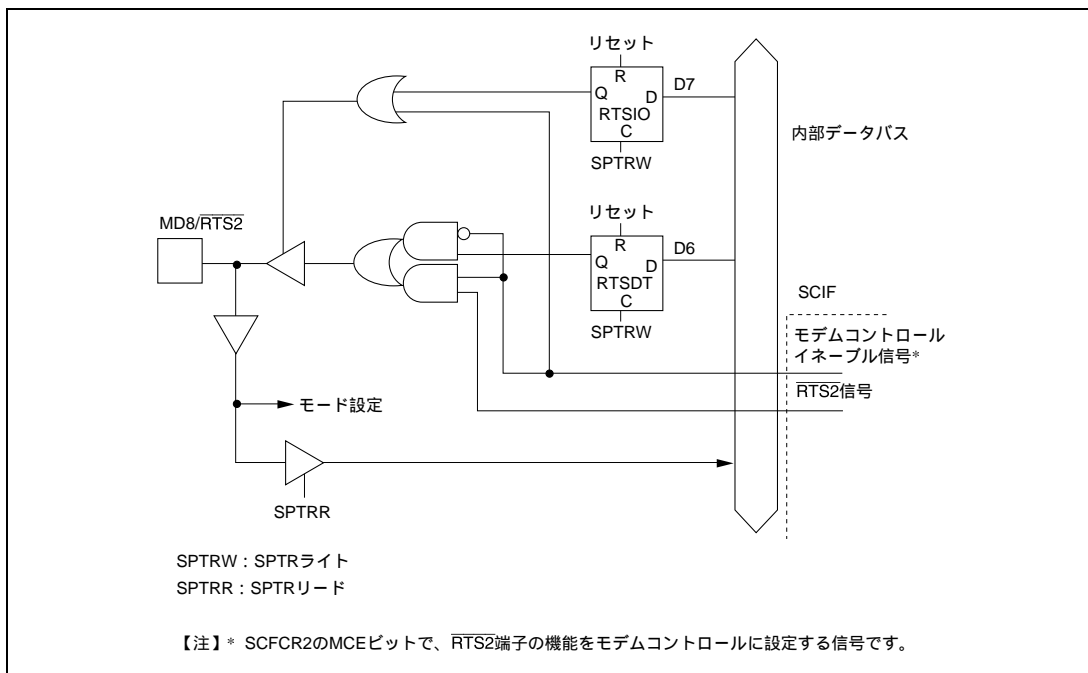 リセット
R
Q D
D7
RTSIO
C
SPTRW
内部データバス
MD8/RTS2
リセット
R
Q D
D6
RTSDT
C
SPTRW
SCIF
モデムコントロール
イネーブル信号*
RTS2信号
モード設定
SPTRR
SPTRW：SPTRライト
SPTRR：SPTRリード
【注】* SCFCR2のMCEビットで、RTS2端子の機能をモデムコントロールに設定する信号です。